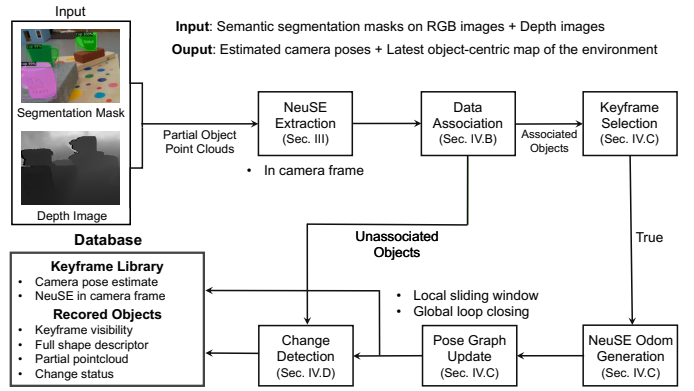 Input
Input: Semantic segmentation masks on RGB images + Depth images
Ouput: Estimated camera poses + Latest object-centric map of the environment
Segmentation Mask
Depth Image
Partial Object
Point Clouds
NeuSE
Extraction
(Sec. III)
• In camera frame
Data
Association
(Sec. IV.B)
Associated
Objects
Keyframe
Selection
(Sec. IV.C)
Unassociated
Objects
True
Database
Keyframe Library
• Camera pose estimate
• NeuSE in camera frame
Recored Objects
• Keyframe visibility
• Full shape descriptor
• Partial pointcloud
• Change status
• Local sliding window
• Global loop closing
Change
Detection
(Sec. IV.D)
Pose Graph
Update
(Sec. IV.C)
NeuSE Odom
Generation
(Sec. IV.C)